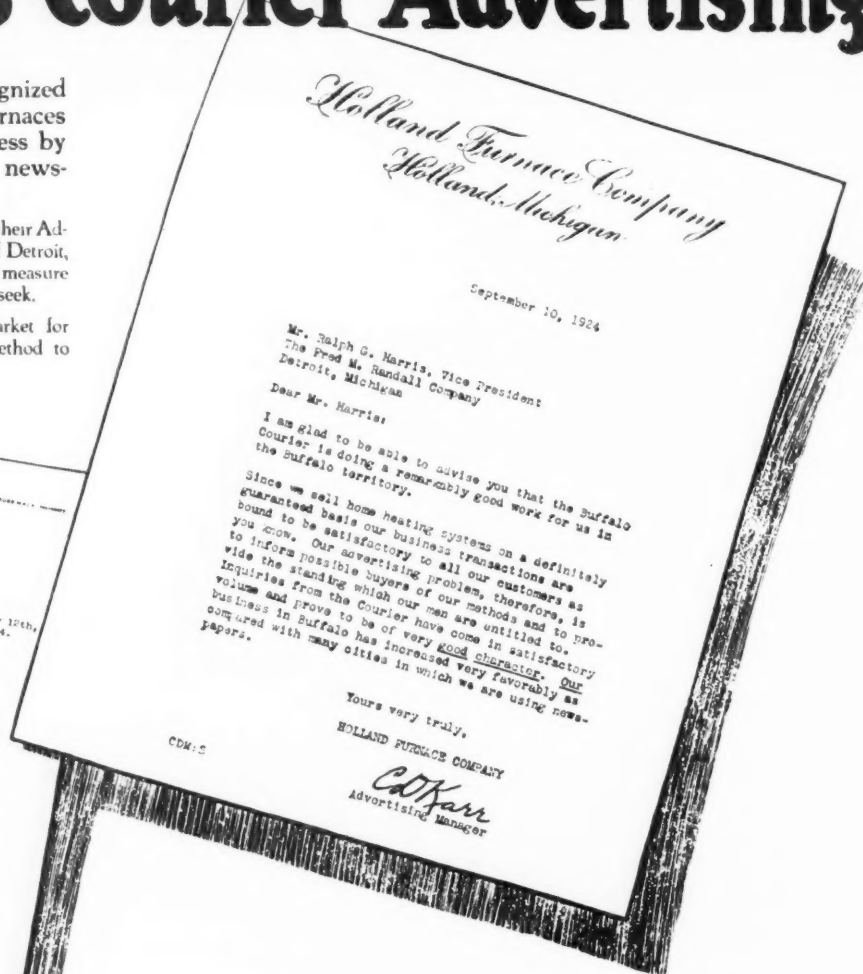 Courier Advertising
gnized
rnaces
ess by
news-
heir Ad-
Detroit,
measure
seek.
arket for
ethod to
12th,
4.
Holland Furnace Company
Holland, Michigan
September 10, 1924
Mr. Ralph G. Harris, Vice President
The Fred M. Randall Company
Detroit, Michigan
Dear Mr. Harris:
I am glad to be able to advise you that the Buffalo
Courier is doing a remarkably good work for us in
the Buffalo territory.
Since we sell home heating systems on a definitely
guaranteed basis our business transactions are
bound to be satisfactory to all our customers as
you know. Our advertising problem, therefore, is
to inform possible buyers of our methods and to pro-
vide the standing which our men are untitled to.
Inquiries from the Courier have come in satisfactory
volume and prove to be of very good character. Our
business in Buffalo has increased very favorably as
compared with many cities in which we are using news-
papers.
Yours very truly,
HOLLAND FURNACE COMPANY
CDKarr
Advertising Manager
CDK:S